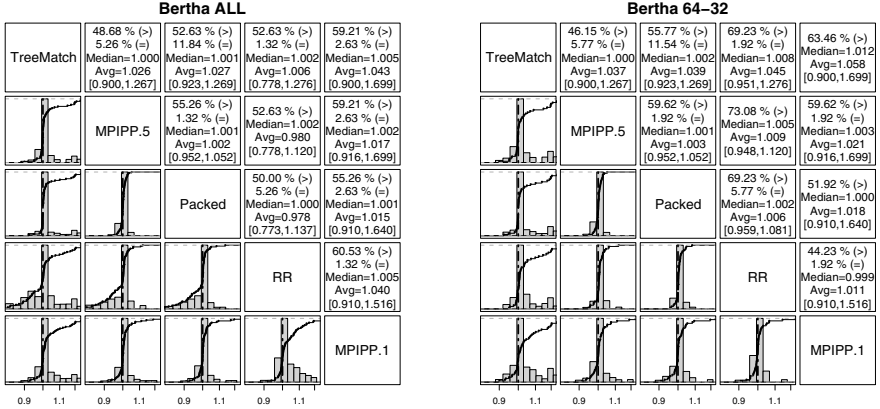 Bertha ALL
TreeMatch
48.68 % (>)
5.26 % (=)
Median=1.000
Avg=1.026
[0.900,1.267]
52.63 % (>)
11.84 % (=)
Median=1.001
Avg=1.027
[0.923,1.269]
52.63 % (>)
1.32 % (=)
Median=1.002
Avg=1.006
[0.778,1.276]
59.21 % (>)
2.63 % (=)
Median=1.005
Avg=1.043
[0.900,1.699]
MPIPP.5
55.26 % (>)
1.32 % (=)
Median=1.001
Avg=1.002
[0.952,1.052]
52.63 % (>)
Median=1.002
Avg=0.980
[0.778,1.120]
59.21 % (>)
2.63 % (=)
Median=1.002
Avg=1.017
[0.916,1.699]
Packed
50.00 % (>)
5.26 % (=)
Median=1.000
Avg=0.978
[0.773,1.137]
55.26 % (>)
2.63 % (=)
Median=1.001
Avg=1.015
[0.910,1.640]
RR
60.53 % (>)
1.32 % (=)
Median=1.005
Avg=1.040
[0.910,1.516]
MPIPP.1
0.9 1.1 0.9 1.1 0.9 1.1 0.9 1.1
Bertha 64−32
TreeMatch
46.15 % (>)
5.77 % (=)
Median=1.000
Avg=1.037
[0.900,1.267]
55.77 % (>)
11.54 % (=)
Median=1.002
Avg=1.039
[0.923,1.269]
69.23 % (>)
1.92 % (=)
Median=1.008
Avg=1.045
[0.951,1.276]
63.46 % (>)
Median=1.012
Avg=1.058
[0.900,1.699]
MPIPP.5
59.62 % (>)
1.92 % (=)
Median=1.001
Avg=1.003
[0.952,1.052]
73.08 % (>)
Median=1.005
Avg=1.009
[0.948,1.120]
59.62 % (>)
1.92 % (=)
Median=1.003
Avg=1.021
[0.916,1.699]
Packed
69.23 % (>)
5.77 % (=)
Median=1.002
Avg=1.006
[0.959,1.081]
51.92 % (>)
Median=1.000
Avg=1.018
[0.910,1.640]
RR
44.23 % (>)
1.92 % (=)
Median=0.999
Avg=1.011
[0.910,1.516]
MPIPP.1
0.9 1.1 0.9 1.1 0.9 1.1 0.9 1.1